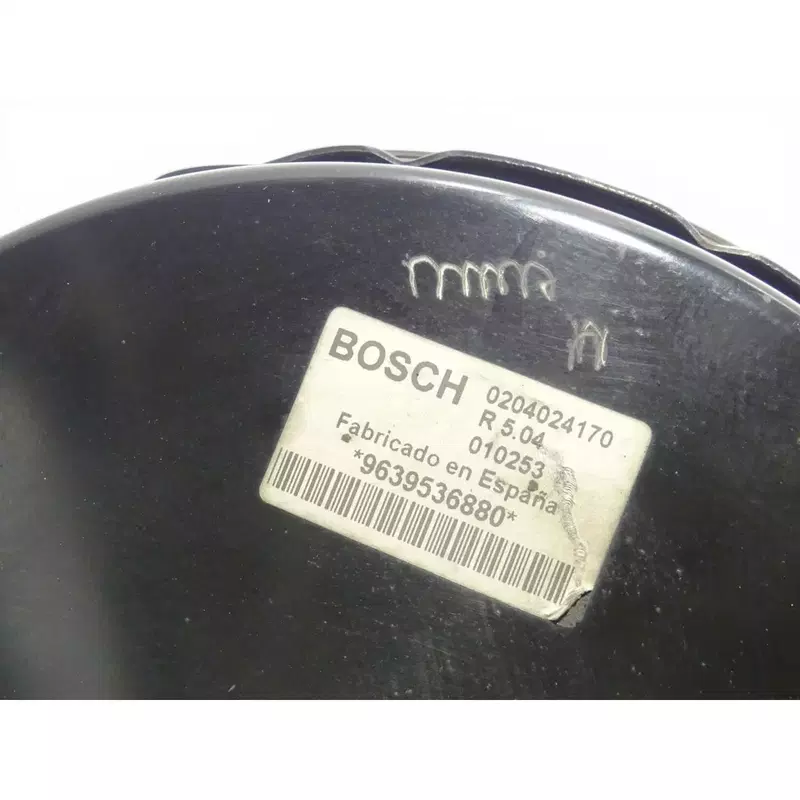 BOSCH 0204024170
R 5.04
010253
Fabricado en España
*9639536880*